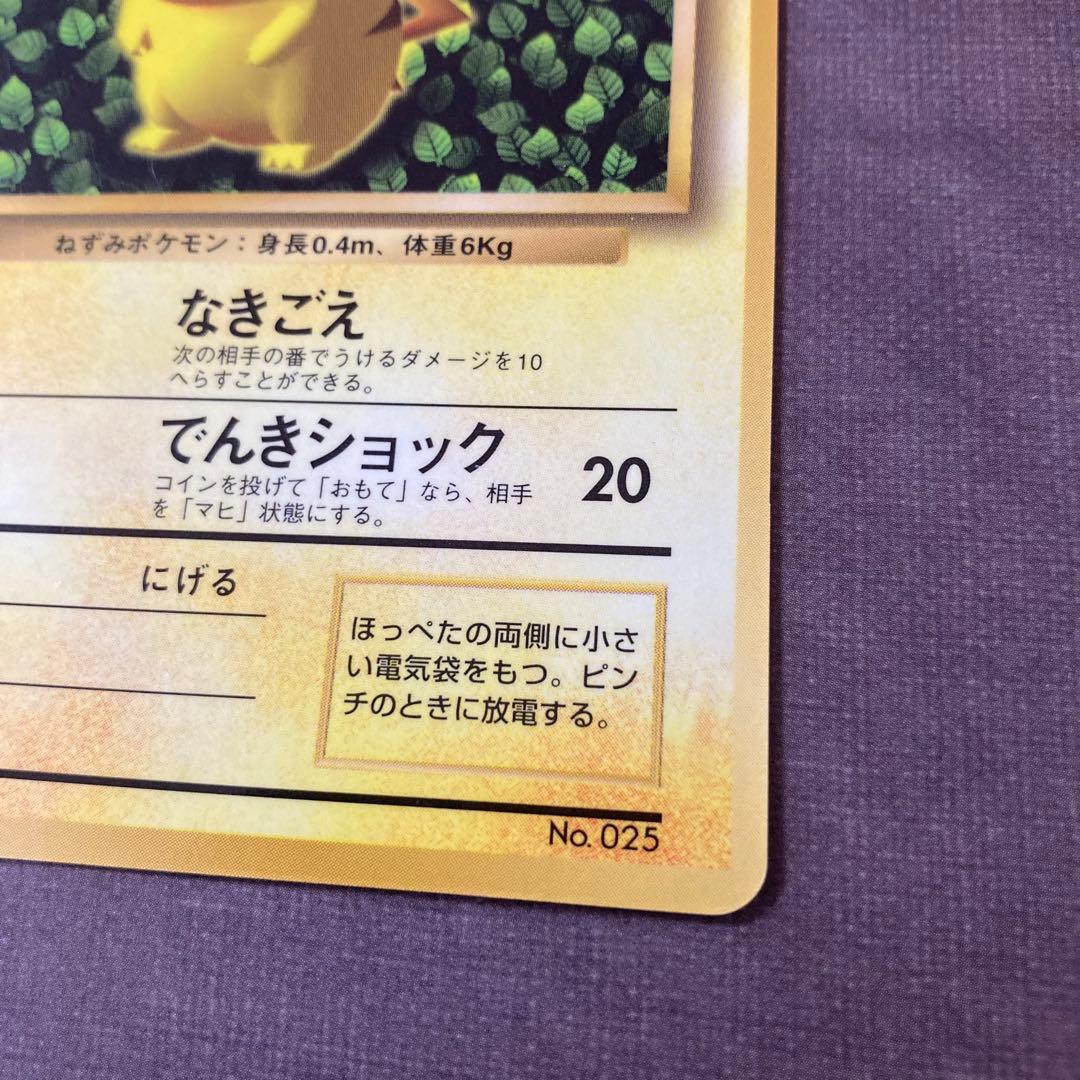 ねずみポケモン：身長0.4m、体重6Kg
なきごえ
次の相手の番でうけるダメージを10
へらすことができる。
でんきショック 20
コインを投げて「おもて」なら、相手
を「マヒ」状態にする。
にげる
ほっぺたの両側に小さ
い電気袋をもつ。ピン
チのときに放電する。
No. 025